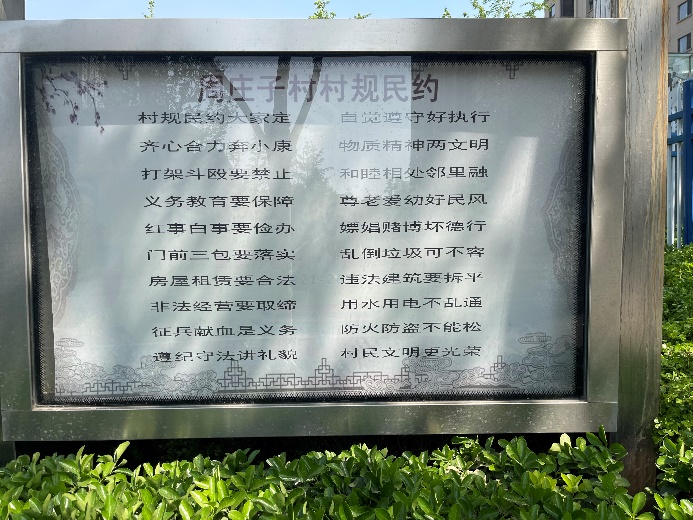 周庄子村村规民约
村规民约大家定 自觉遵守好执行
齐心合力奔小康 物质精神两文明
打架斗殴要禁止 和睦相处邻里融
义务教育要保障 尊老爱幼好民风
红事白事要俭办 嫖娼赌博坏德行
门前三包要落实 乱倒垃圾可不容
房屋租赁要合法 违法建筑要拆平
非法经营要取缔 用水用电不乱通
征兵献血是义务 防火防盗不能松
遵纪守法讲礼貌 村民文明更光荣